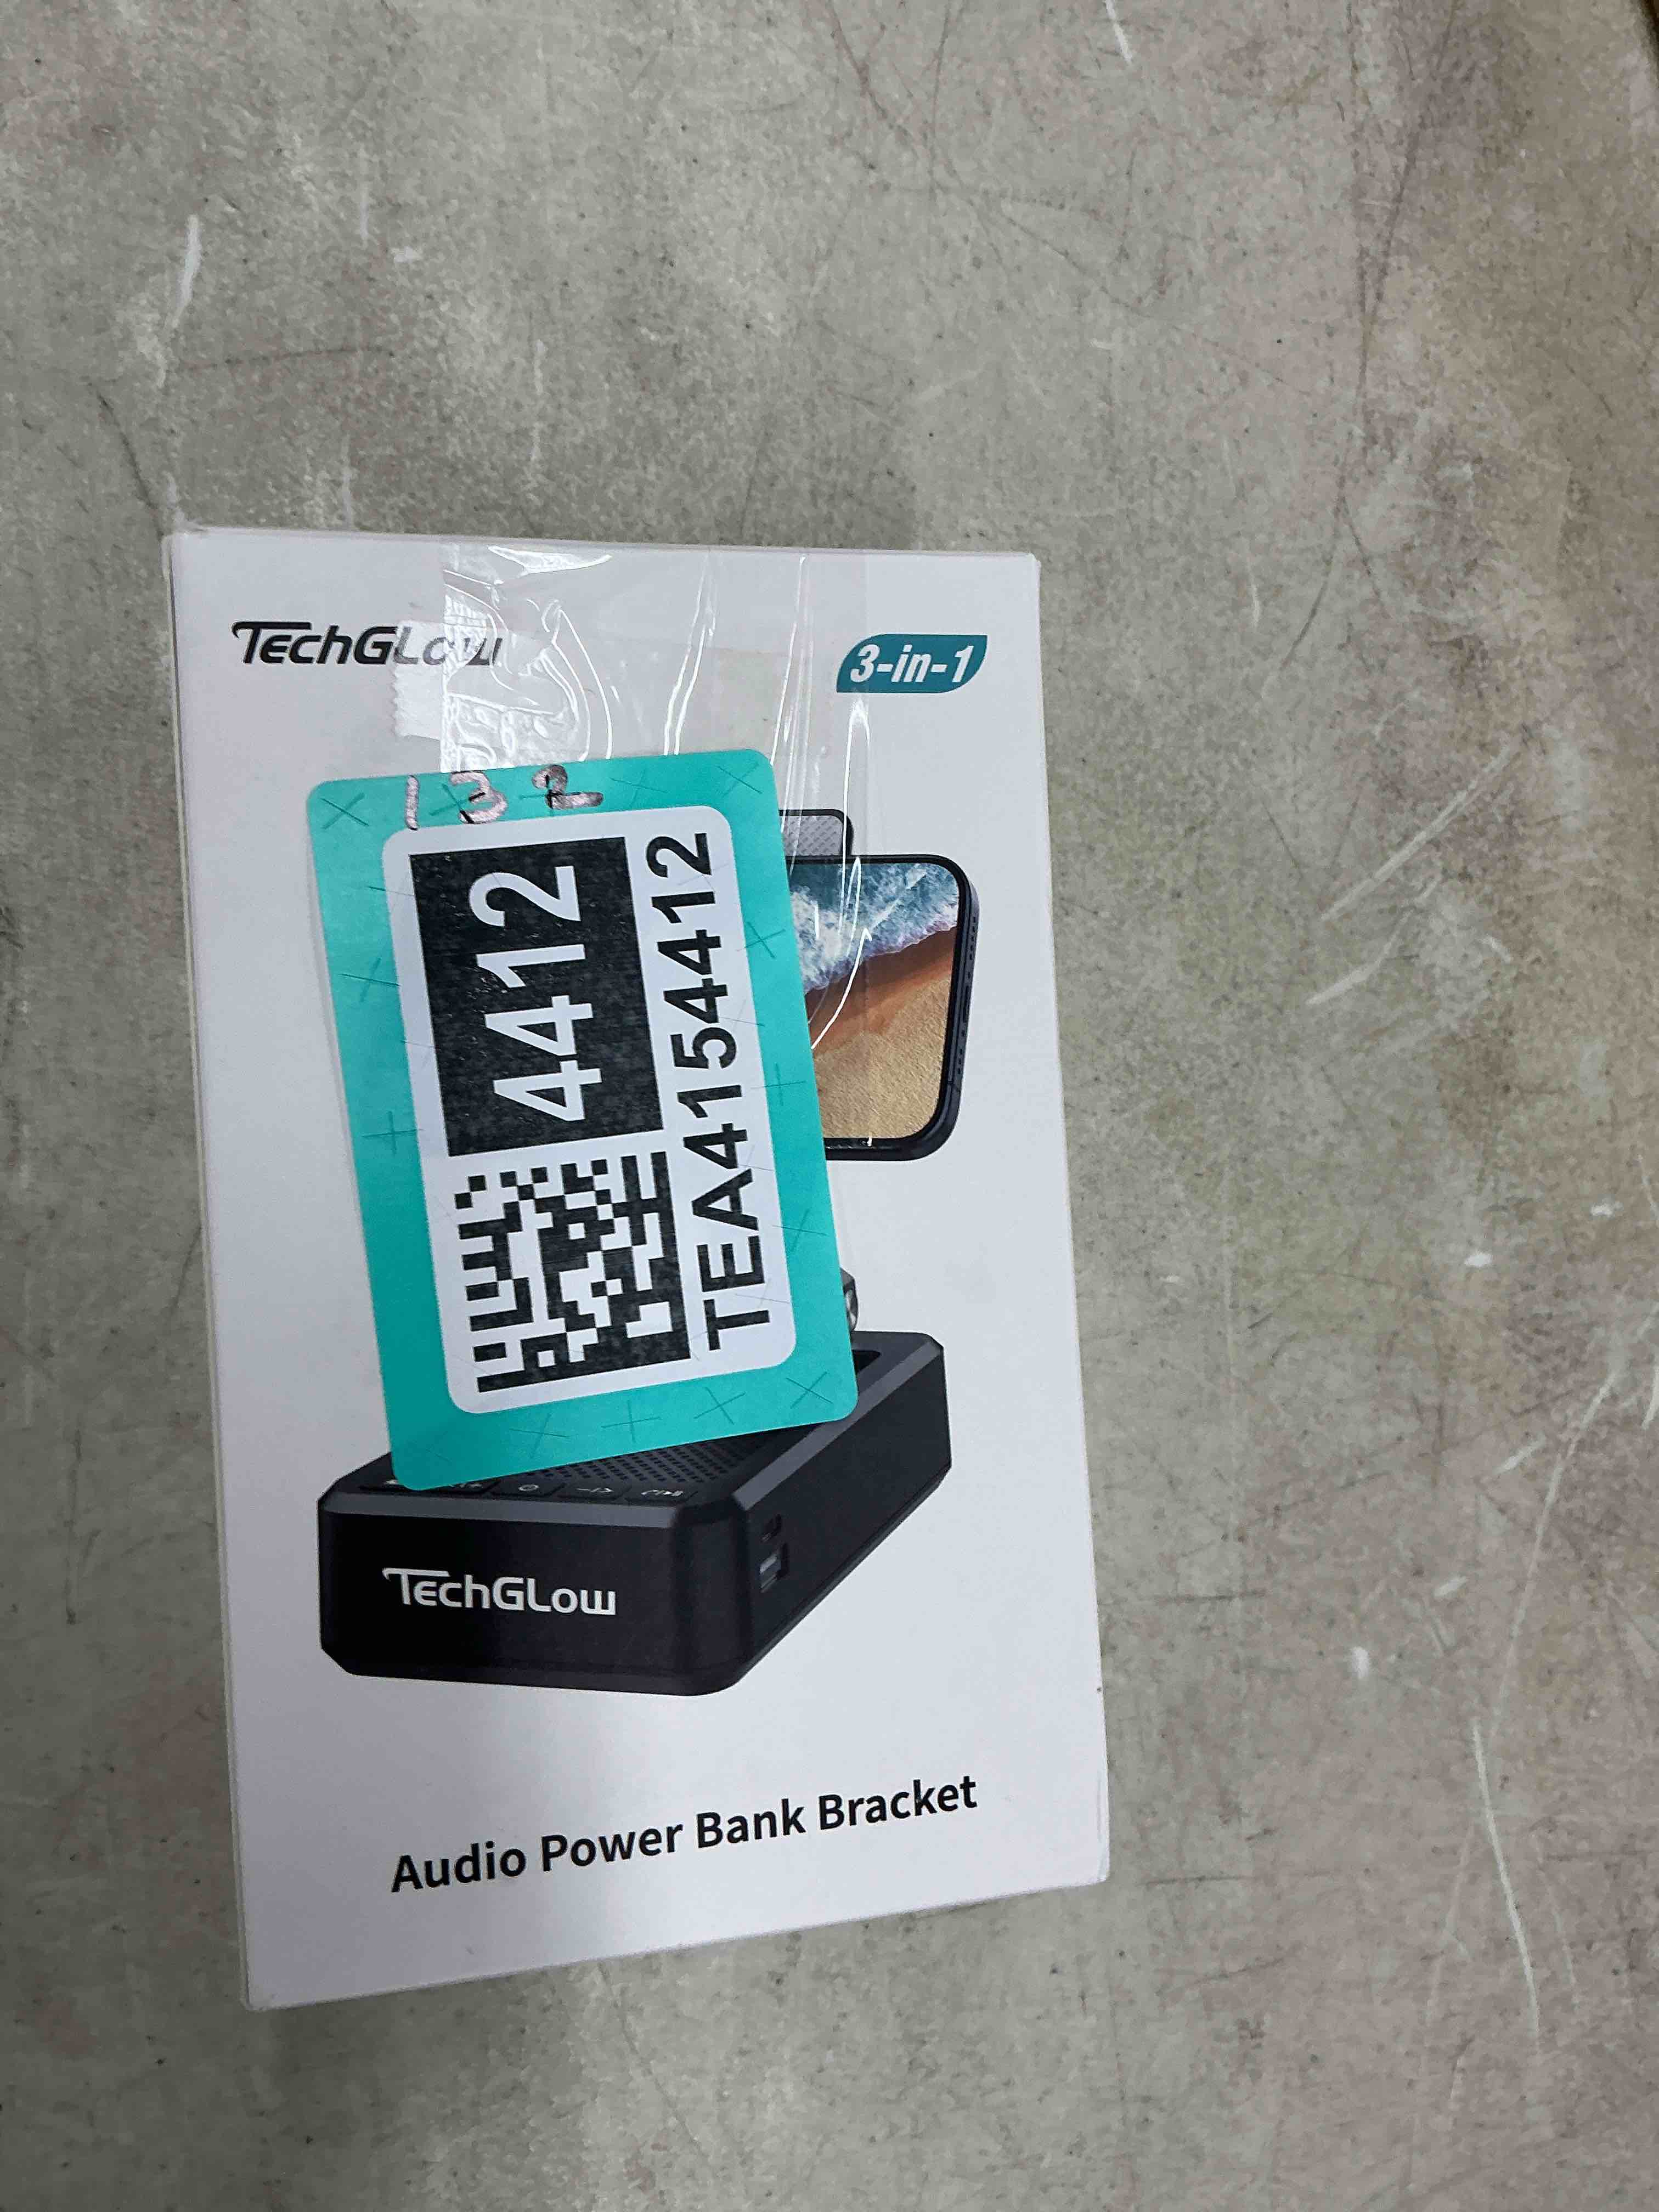 TechGLow
3-in-1
132
4412
TEA4154412
TechGLow
Audio Power Bank Bracket